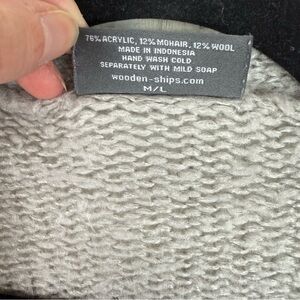 76% ACRYLIC, 12% MOHAIR, 12% WOOL
MADE IN INDONESIA
HAND WASH COLD
SEPARATELY WITH MILD SOAP
wooden-ships.com
M/L